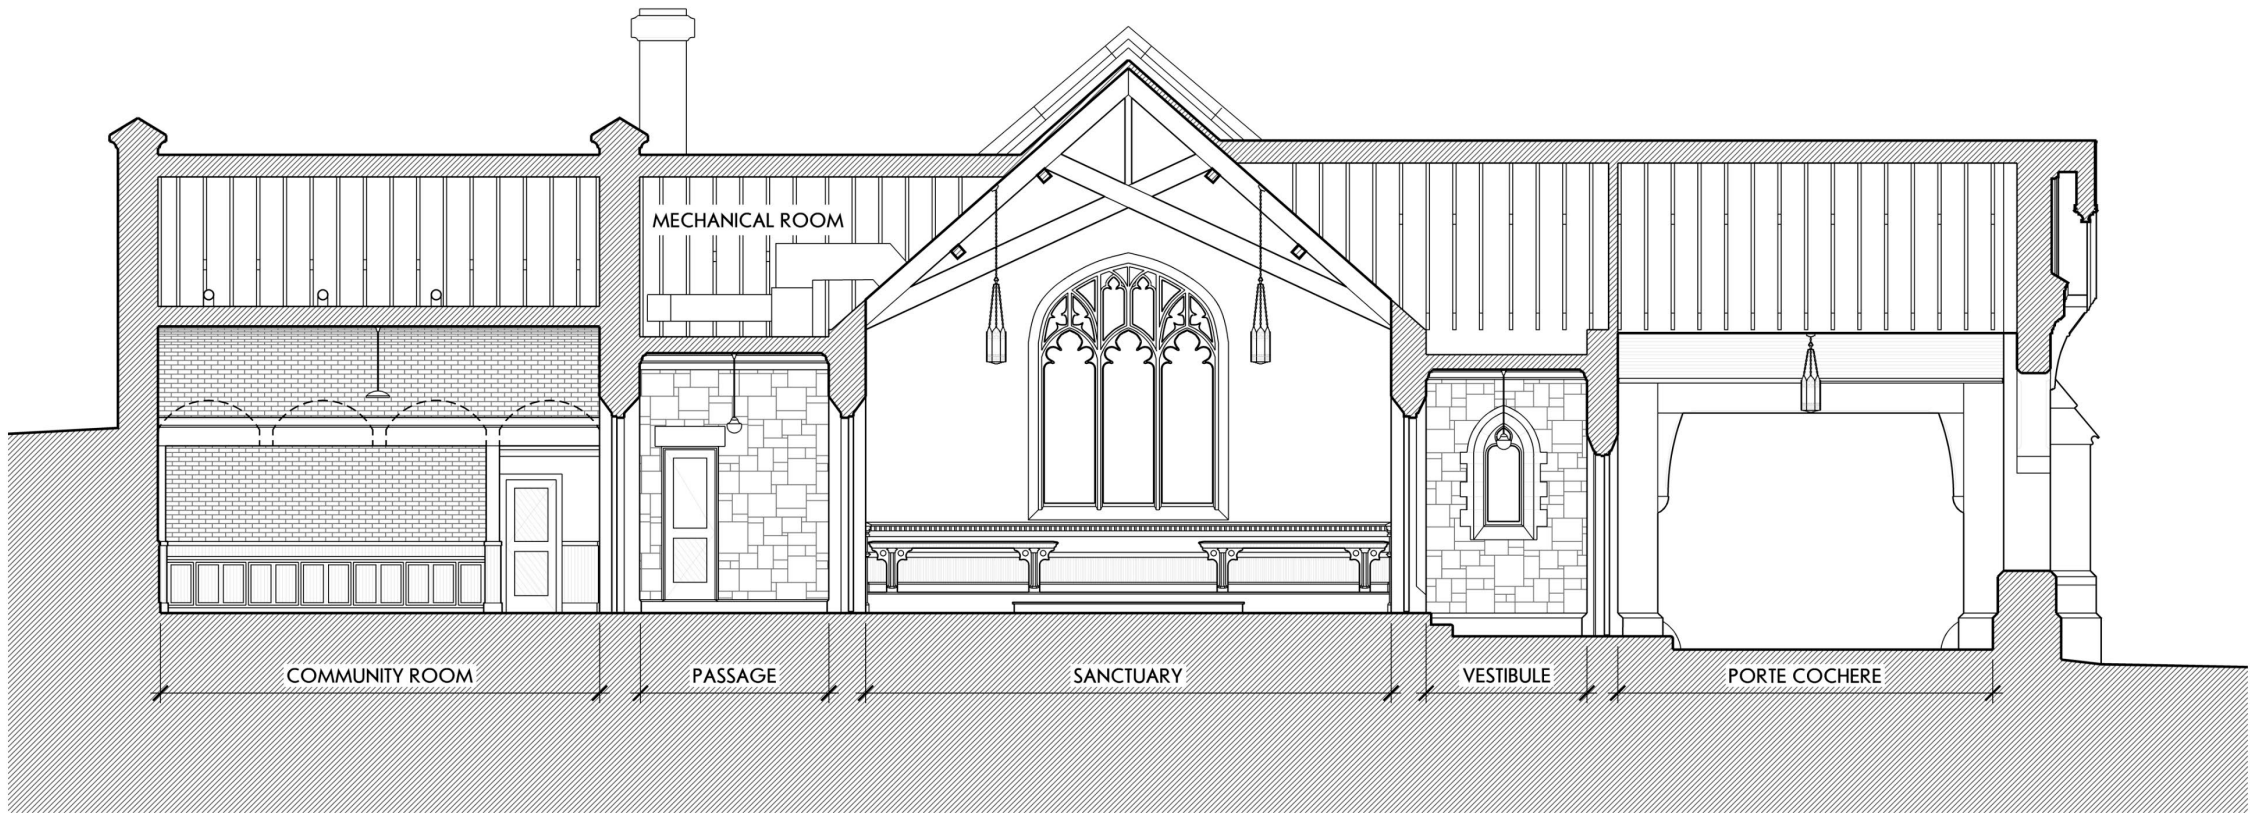 MECHANICAL ROOM
COMMUNITY ROOM
PASSAGE
SANCTUARY
VESTIBULE
PORTE COCHERE